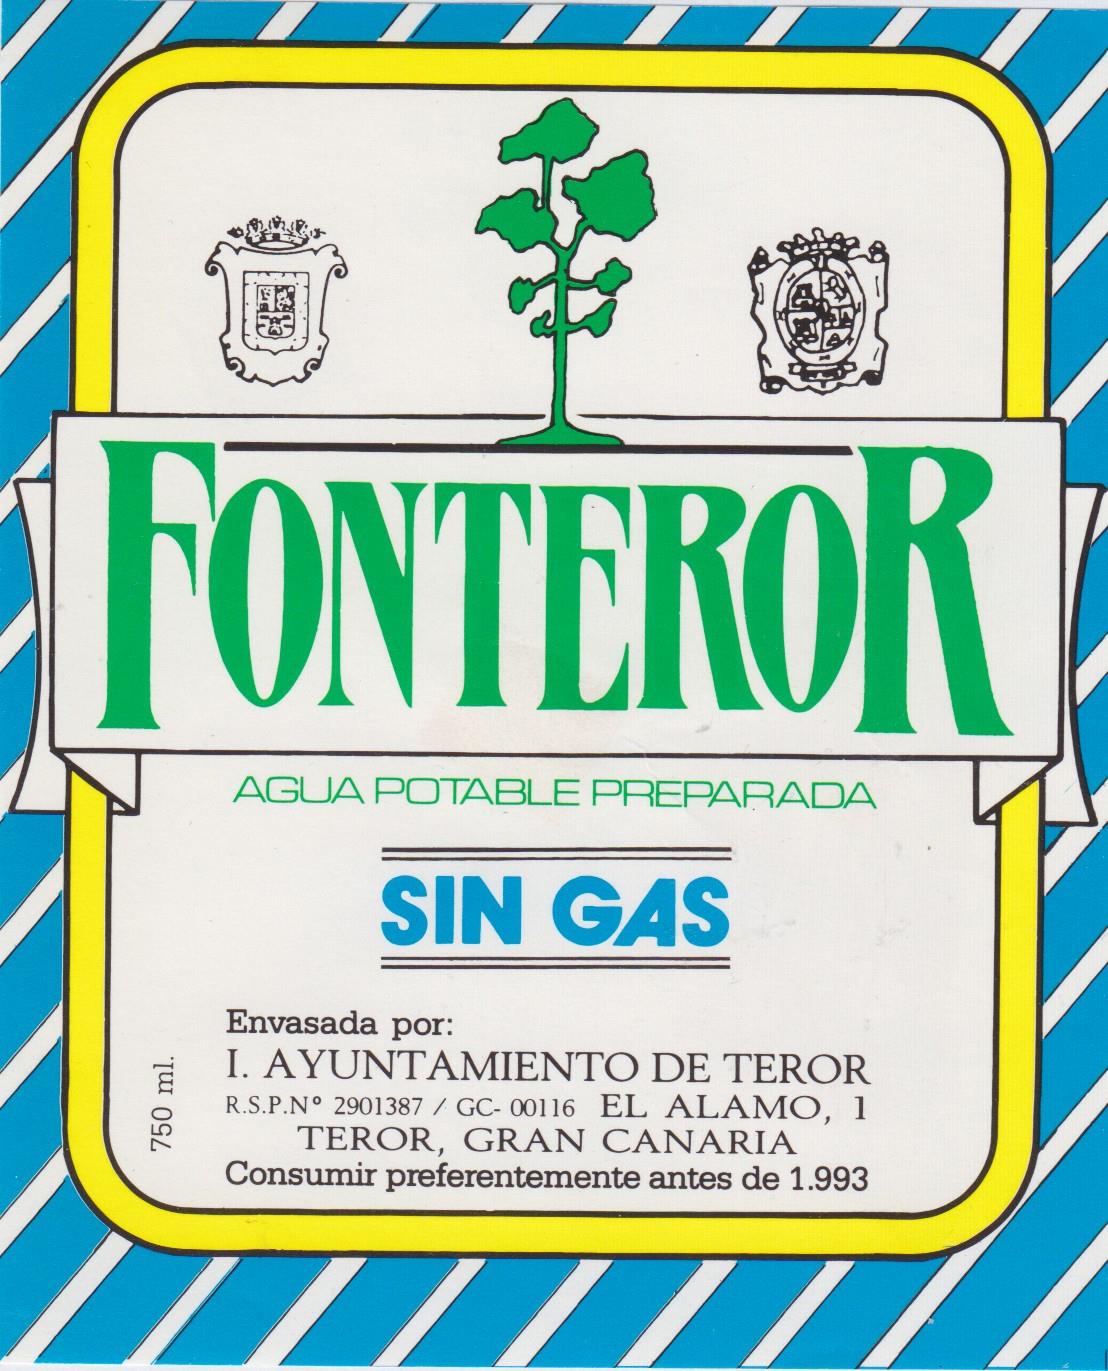 FONTEROR
AGUA POTABLE PREPARADA
SIN GAS
Envasada por:
I. AYUNTAMIENTO DE TEROR
R.S.P.Nº 2901387 / GC- 00116 EL ALAMO, 1
TEROR, GRAN CANARIA
Consumir preferentemente antes de 1.993
750 ml.